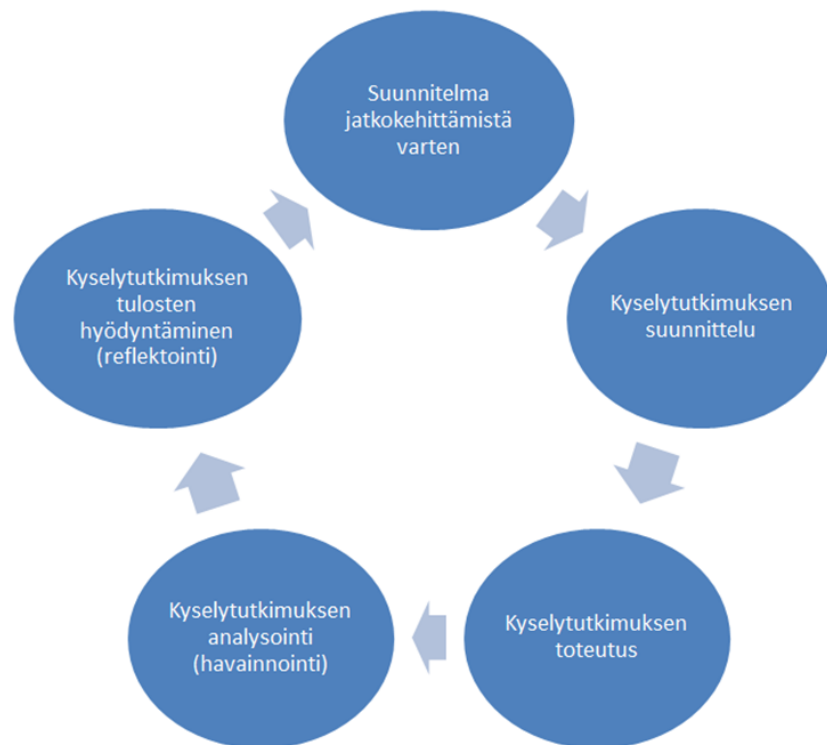 Suunnitelma
jatkokehittämistä
varten
Kyselytutkimuksen
suunnittelu
Kyselytutkimuksen
toteutus
Kyselytutkimuksen
analysointi
(havainnointi)
Kyselytutkimuksen
tulosten
hyödyntäminen
(reflektointi)